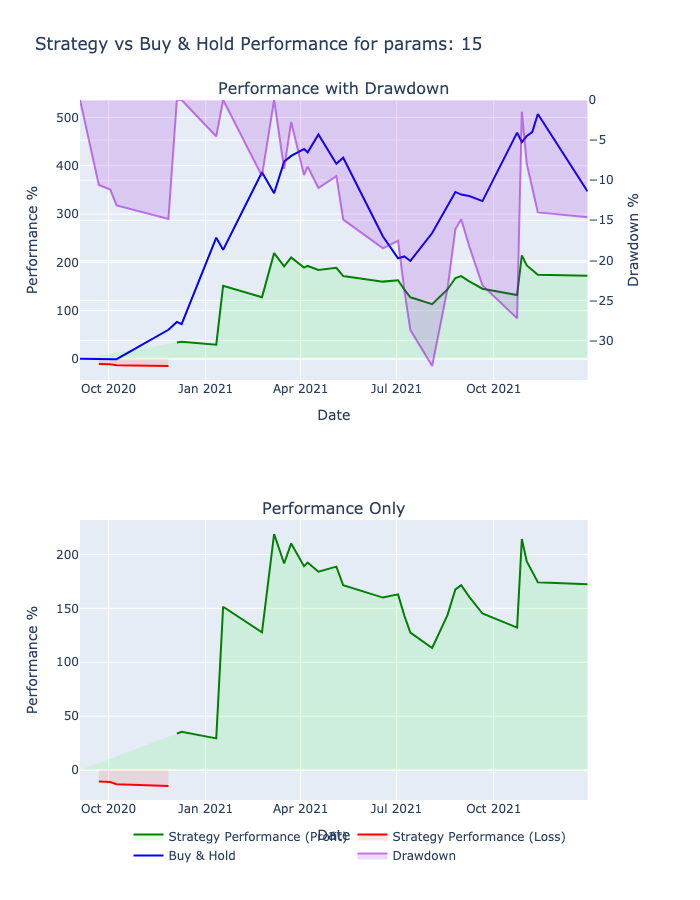 Strategy vs Buy & Hold Performance for params: 15
Performance with Drawdown
500
400
300
200
100
0
Performance %
0
−5
−10
−15
−20
−25
−30
Drawdown %
Oct 2020 Jan 2021 Apr 2021 Jul 2021 Oct 2021
Date
Performance Only
200
150
100
50
0
Performance %
Oct 2020 Jan 2021 Apr 2021 Jul 2021 Oct 2021
Date
Strategy Performance (Profit) Strategy Performance (Loss)
Buy & Hold Drawdown